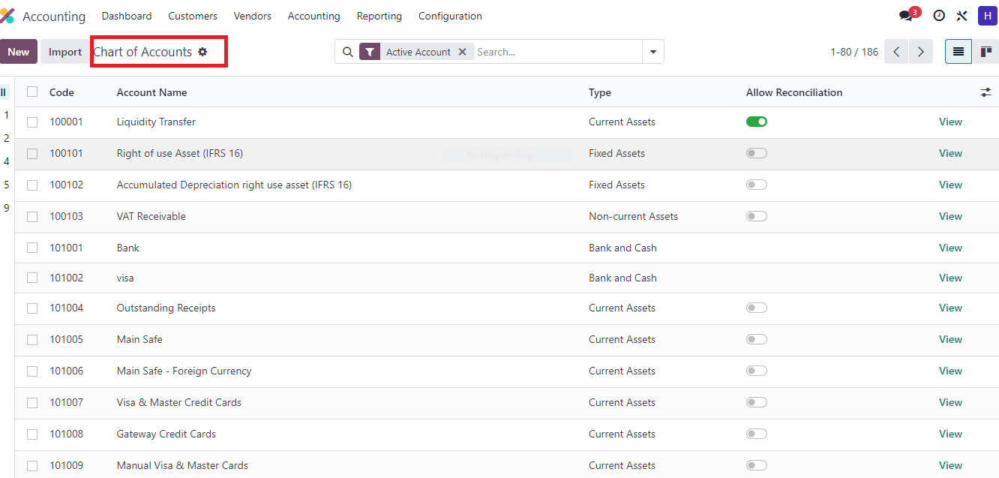 Accounting Dashboard Customers Vendors Accounting Reporting Configuration 3 H
New Import Chart of Accounts Active Account Search... 1-80 / 186
ll Code Account Name Type Allow Reconciliation
1
2
4
5
9
100001 Liquidity Transfer Current Assets View
100101 Right of use Asset (IFRS 16) Fixed Assets View
100102 Accumulated Depreciation right use asset (IFRS 16) Fixed Assets View
100103 VAT Receivable Non-current Assets View
101001 Bank Bank and Cash View
101002 visa Bank and Cash View
101004 Outstanding Receipts Current Assets View
101005 Main Safe Current Assets View
101006 Main Safe - Foreign Currency Current Assets View
101007 Visa & Master Credit Cards Current Assets View
101008 Gateway Credit Cards Current Assets View
101009 Manual Visa & Master Cards Current Assets View